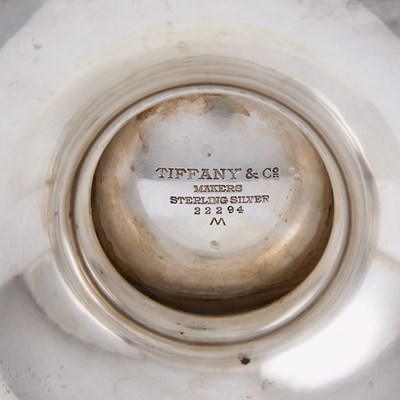 TIFFANY & Co
MAKERS
STERLING SILVER
22294
M